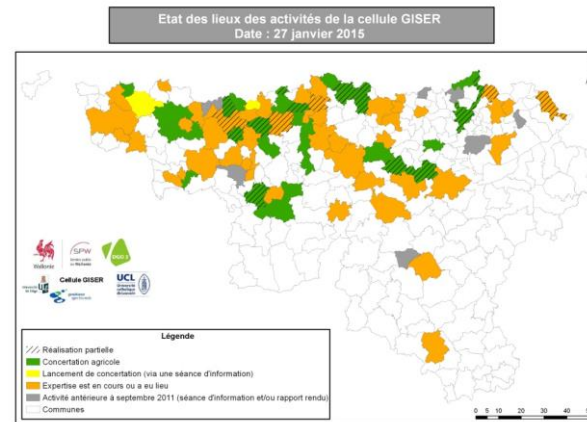 Etat des lieux des activités de la cellule GISER
Date : 27 janvier 2015
Wallonie
SPW
Cellule GISER
UCL
Légende
Réalisation partielle
Concertation agricole
Lancement de concertation (via une séance d'information)
Expertise est en cours ou a eu lieu
Activité antérieure à septembre 2011 (séance d'information et/ou rapport rendu)
Communes
0 5 10 20 30 40